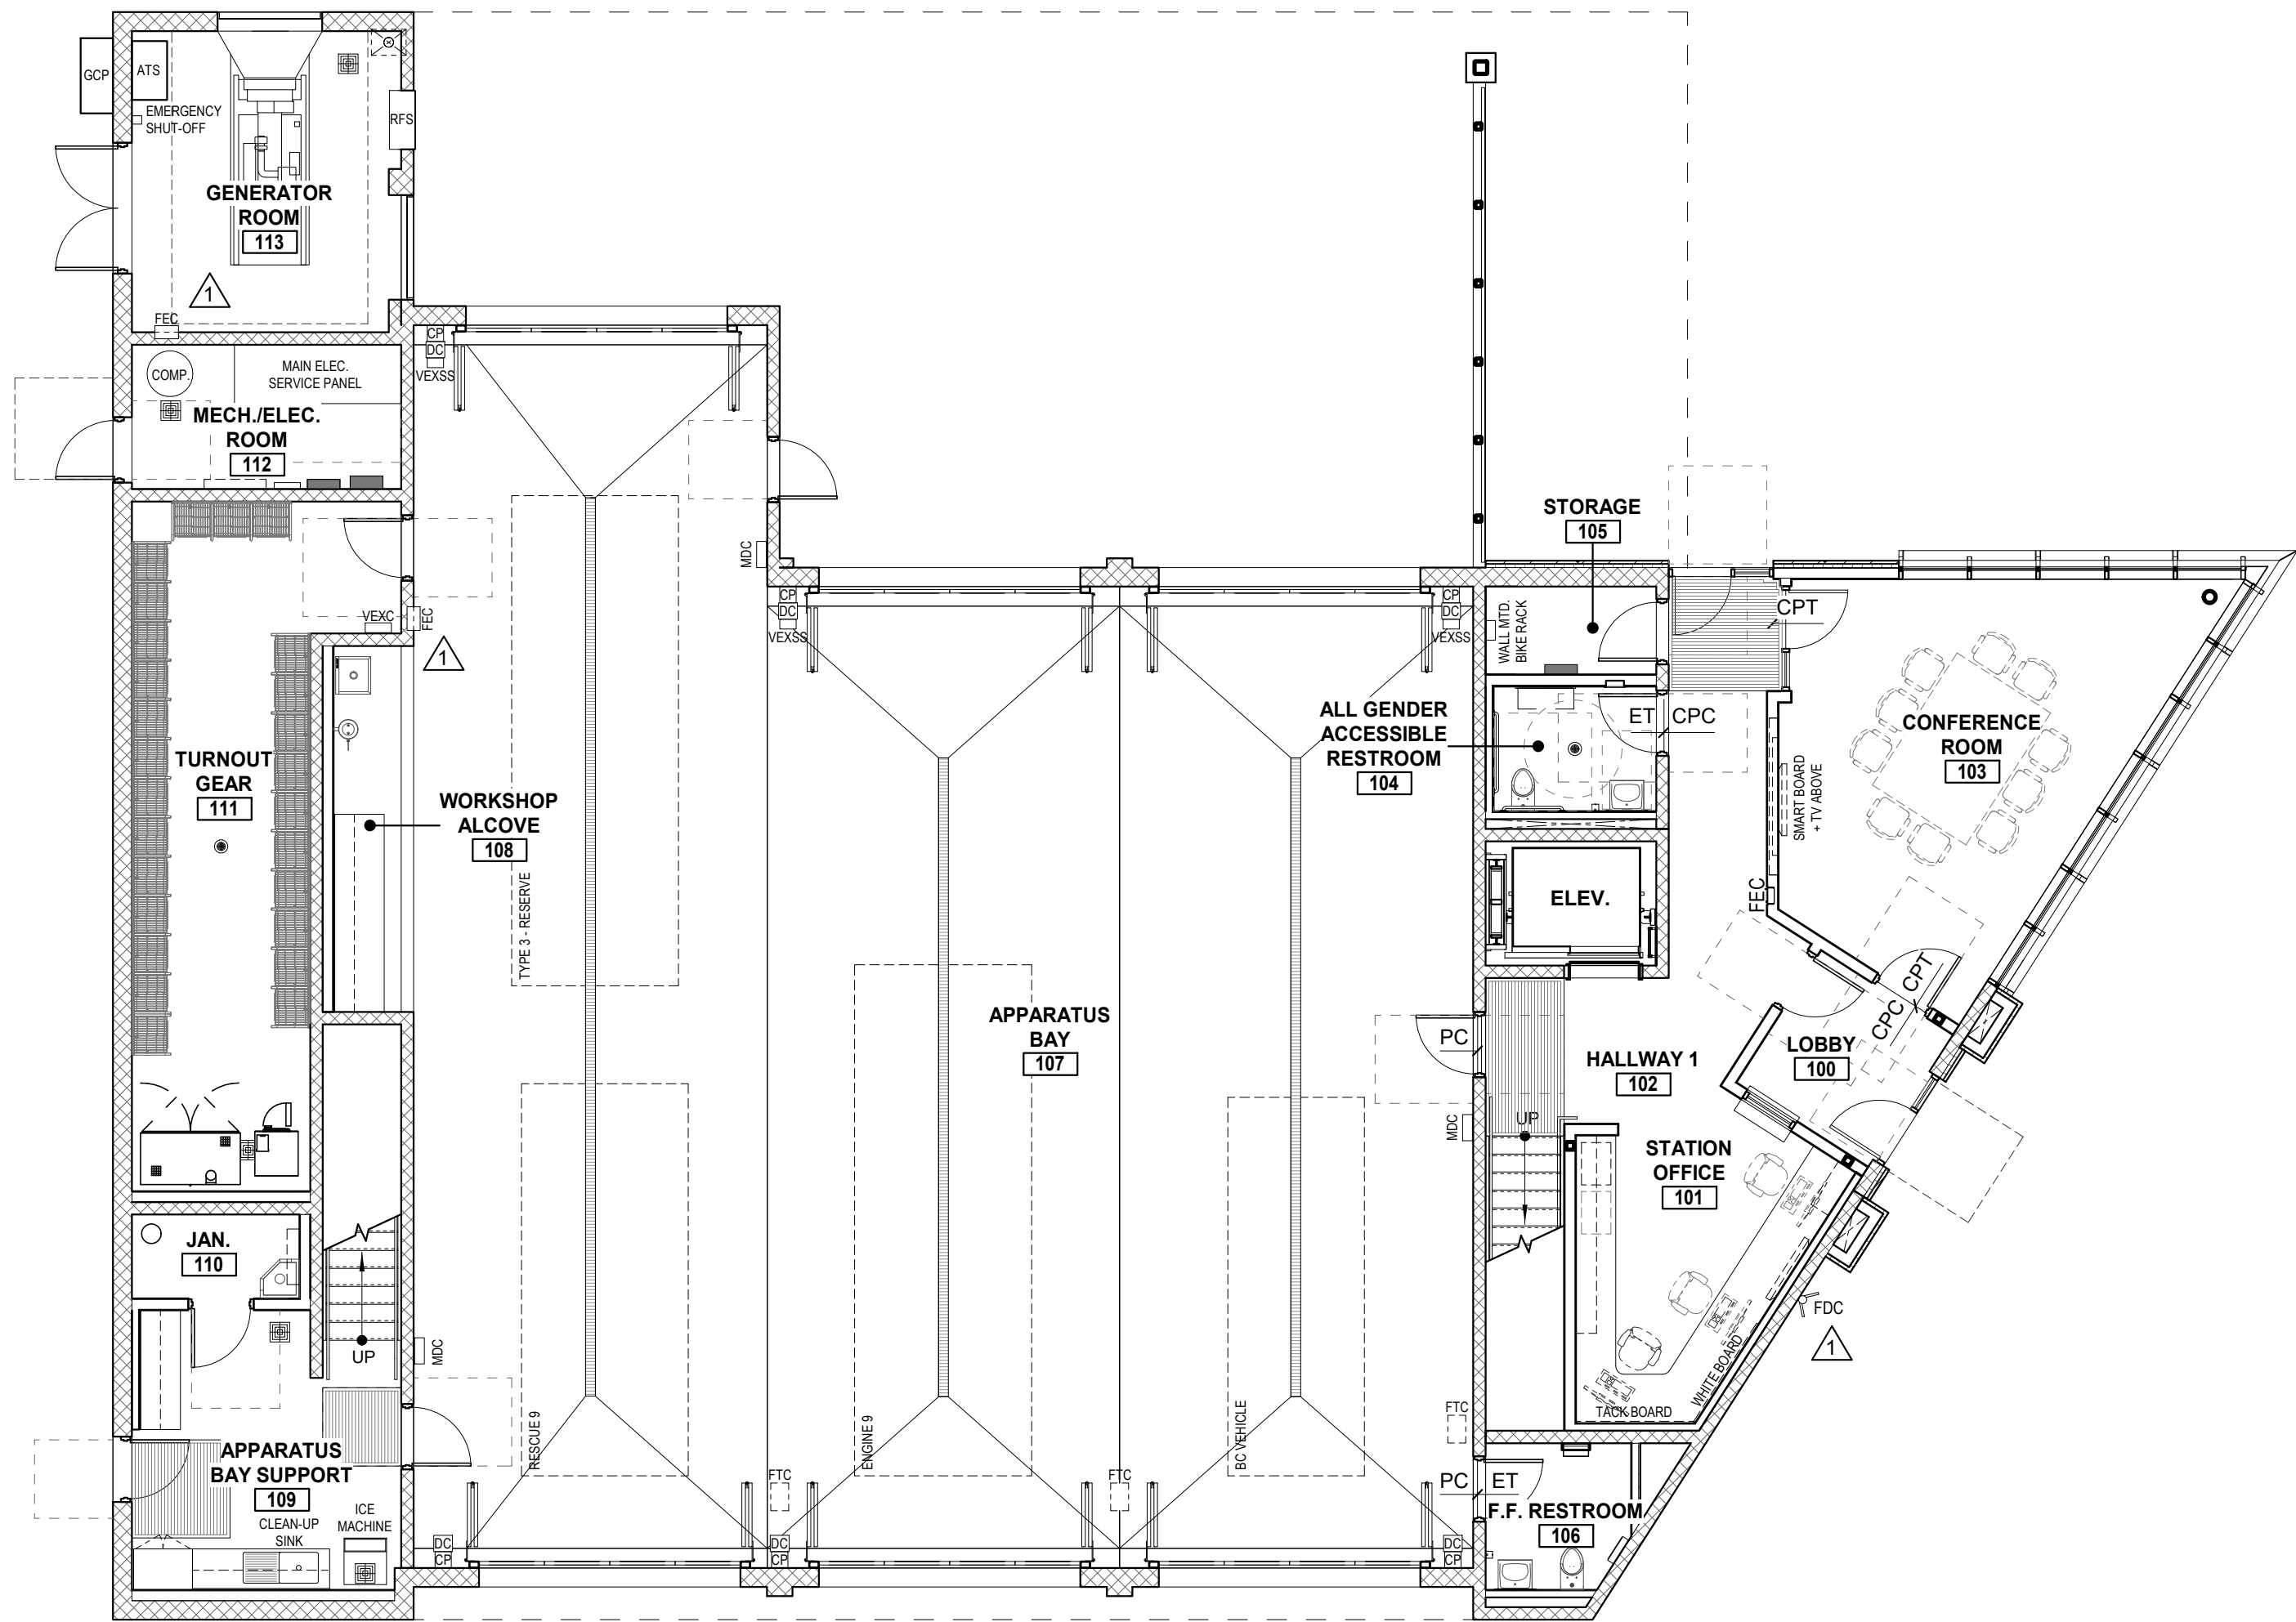 GCP
ATS
EMERGENCY
SHUT-OFF
RFS
GENERATOR
ROOM
113
1
FEC
COMP.
MAIN ELEC.
SERVICE PANEL
MECH./ELEC.
ROOM
112
CP
DC
VEXSS
MDC
VEXC
FEC
1
TURNOUT
GEAR
111
WORKSHOP
ALCOVE
108
TYPE 3 - RESERVE
CP
DC
VEXSS
CP
DC
VEXSS
STORAGE
105
WALL MTD.
BIKE RACK
ALL GENDER
ACCESSIBLE
RESTROOM
104
ET
CPC
CPT
CONFERENCE
ROOM
103
SMART BOARD
+ TV ABOVE
FEC
ELEV.
APPARATUS
BAY
107
PC
MDC
HALLWAY 1
102
UP
CPC
CPT
LOBBY
100
STATION
OFFICE
101
FDC
1
WHITE BOARD
TACK BOARD
JAN.
110
UP
MDC
APPARATUS
BAY SUPPORT
109
CLEAN-UP
SINK
ICE
MACHINE
RESCUE 9
ENGINE 9
BC VEHICLE
FTC
FTC
FTC
DC
CP
DC
CP
DC
CP
PC
ET
F.F. RESTROOM
106